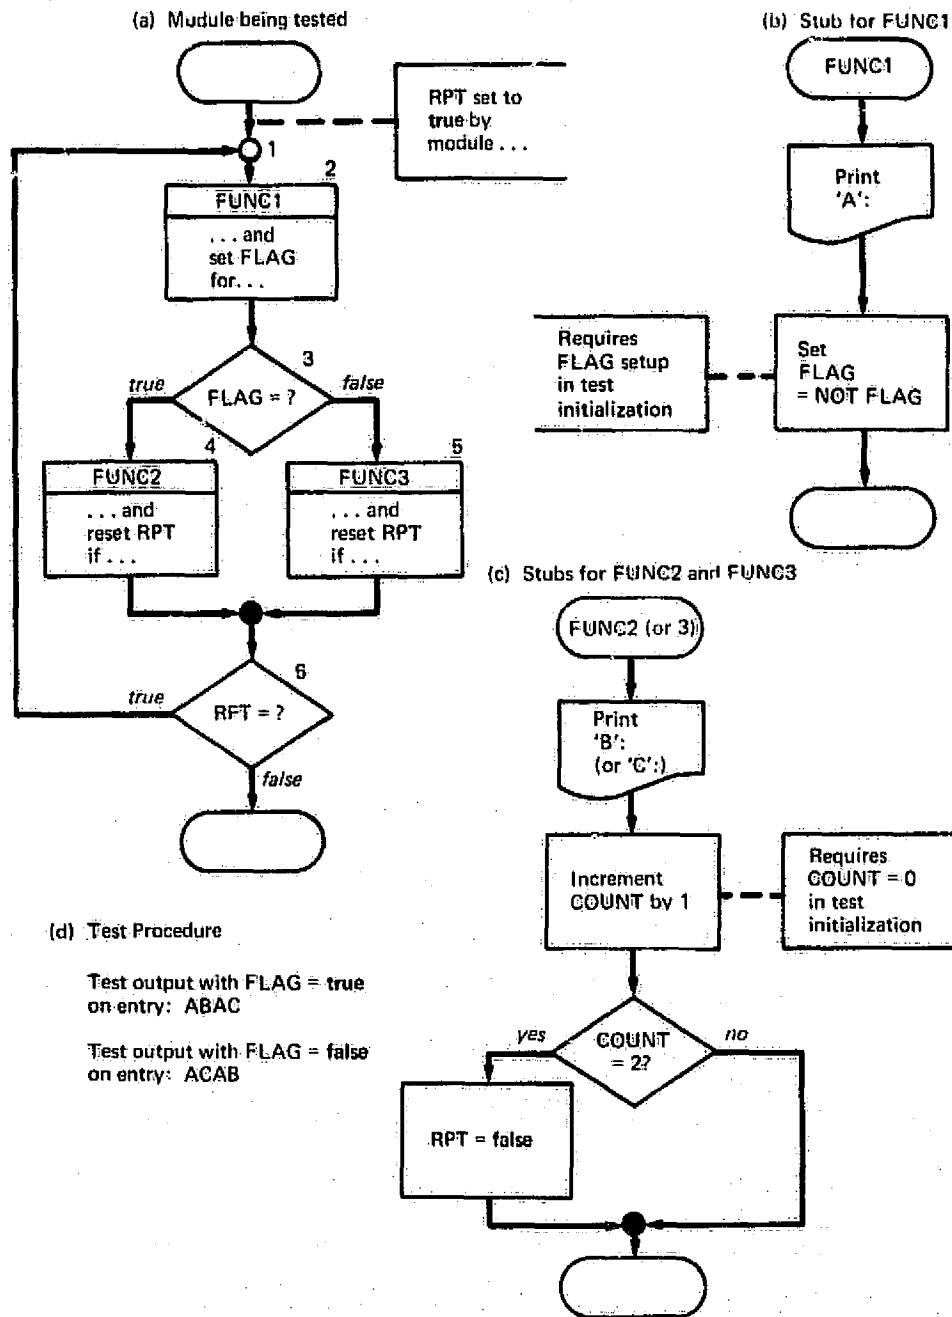 (a) Module being tested
RPT set to
true by
module . . .
1
2
FUNC1
. . . and
set FLAG
for . . .
3
true
false
FLAG = ?
4
FUNC2
. . . and
reset RPT
if . . .
5
FUNC3
. . . and
reset RPT
if . . .
6
true
RPT = ?
false
(b) Stub for FUNC1
FUNC1
Print
'A':
Requires
FLAG setup
in test
initialization
Set
FLAG
= NOT FLAG
(c) Stubs for FUNC2 and FUNC3
FUNC2 (or 3)
Print
'B':
(or 'C':)
Increment
COUNT by 1
Requires
COUNT = 0
in test
initialization
yes
no
COUNT
= 2?
RPT = false
(d) Test Procedure
Test output with FLAG = true
on entry: ABAC
Test output with FLAG = false
on entry: ACAB